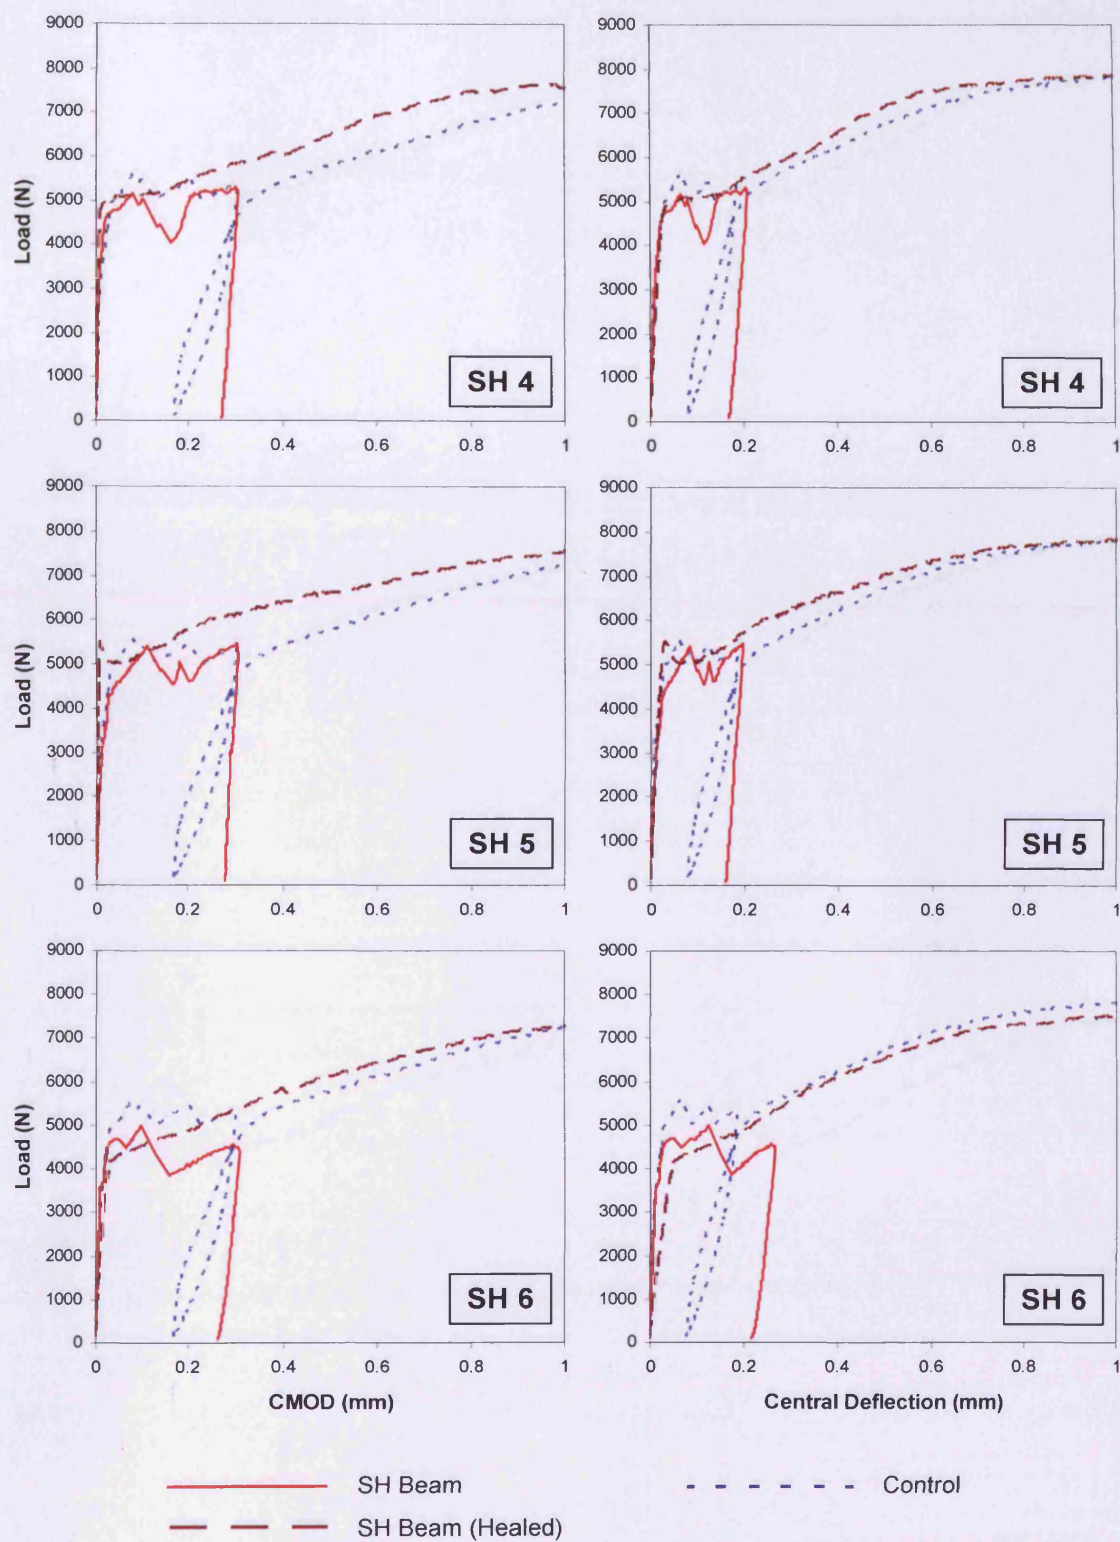 9000 9000
8000 8000
7000 7000
6000 6000
5000 5000
4000 4000
3000 3000
2000 2000
1000 1000
0 0
Load (N)
SH 4 SH 4
0 0.2 0.4 0.6 0.8 1 0 0.2 0.4 0.6 0.8 1
9000 9000
8000 8000
7000 7000
6000 6000
5000 5000
4000 4000
3000 3000
2000 2000
1000 1000
0 0
Load (N)
SH 5 SH 5
0 0.2 0.4 0.6 0.8 1 0 0.2 0.4 0.6 0.8 1
9000 9000
8000 8000
7000 7000
6000 6000
5000 5000
4000 4000
3000 3000
2000 2000
1000 1000
0 0
Load (N)
SH 6 SH 6
0 0.2 0.4 0.6 0.8 1 0 0.2 0.4 0.6 0.8 1
CMOD (mm) Central Deflection (mm)
SH Beam Control
SH Beam (Healed)